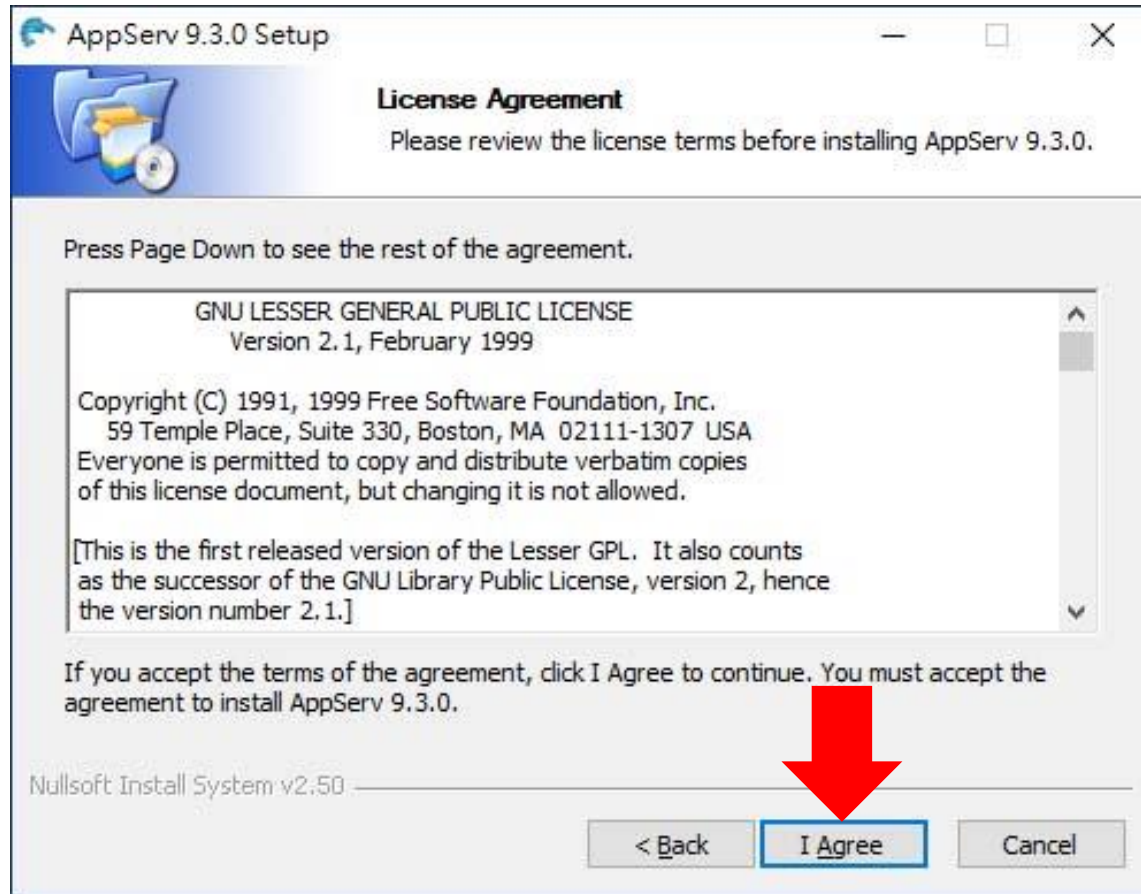 AppServ 9.3.0 Setup
License Agreement
Please review the license terms before installing AppServ 9.3.0.
Press Page Down to see the rest of the agreement.
GNU LESSER GENERAL PUBLIC LICENSE
Version 2.1, February 1999
Copyright (C) 1991, 1999 Free Software Foundation, Inc.
59 Temple Place, Suite 330, Boston, MA  02111-1307  USA
Everyone is permitted to copy and distribute verbatim copies
of this license document, but changing it is not allowed.
[This is the first released version of the Lesser GPL.  It also counts
as the successor of the GNU Library Public License, version 2, hence
the version number 2.1.]
If you accept the terms of the agreement, click I Agree to continue. You must accept the
agreement to install AppServ 9.3.0.
Nullsoft Install System v2.50
< Back
I Agree
Cancel